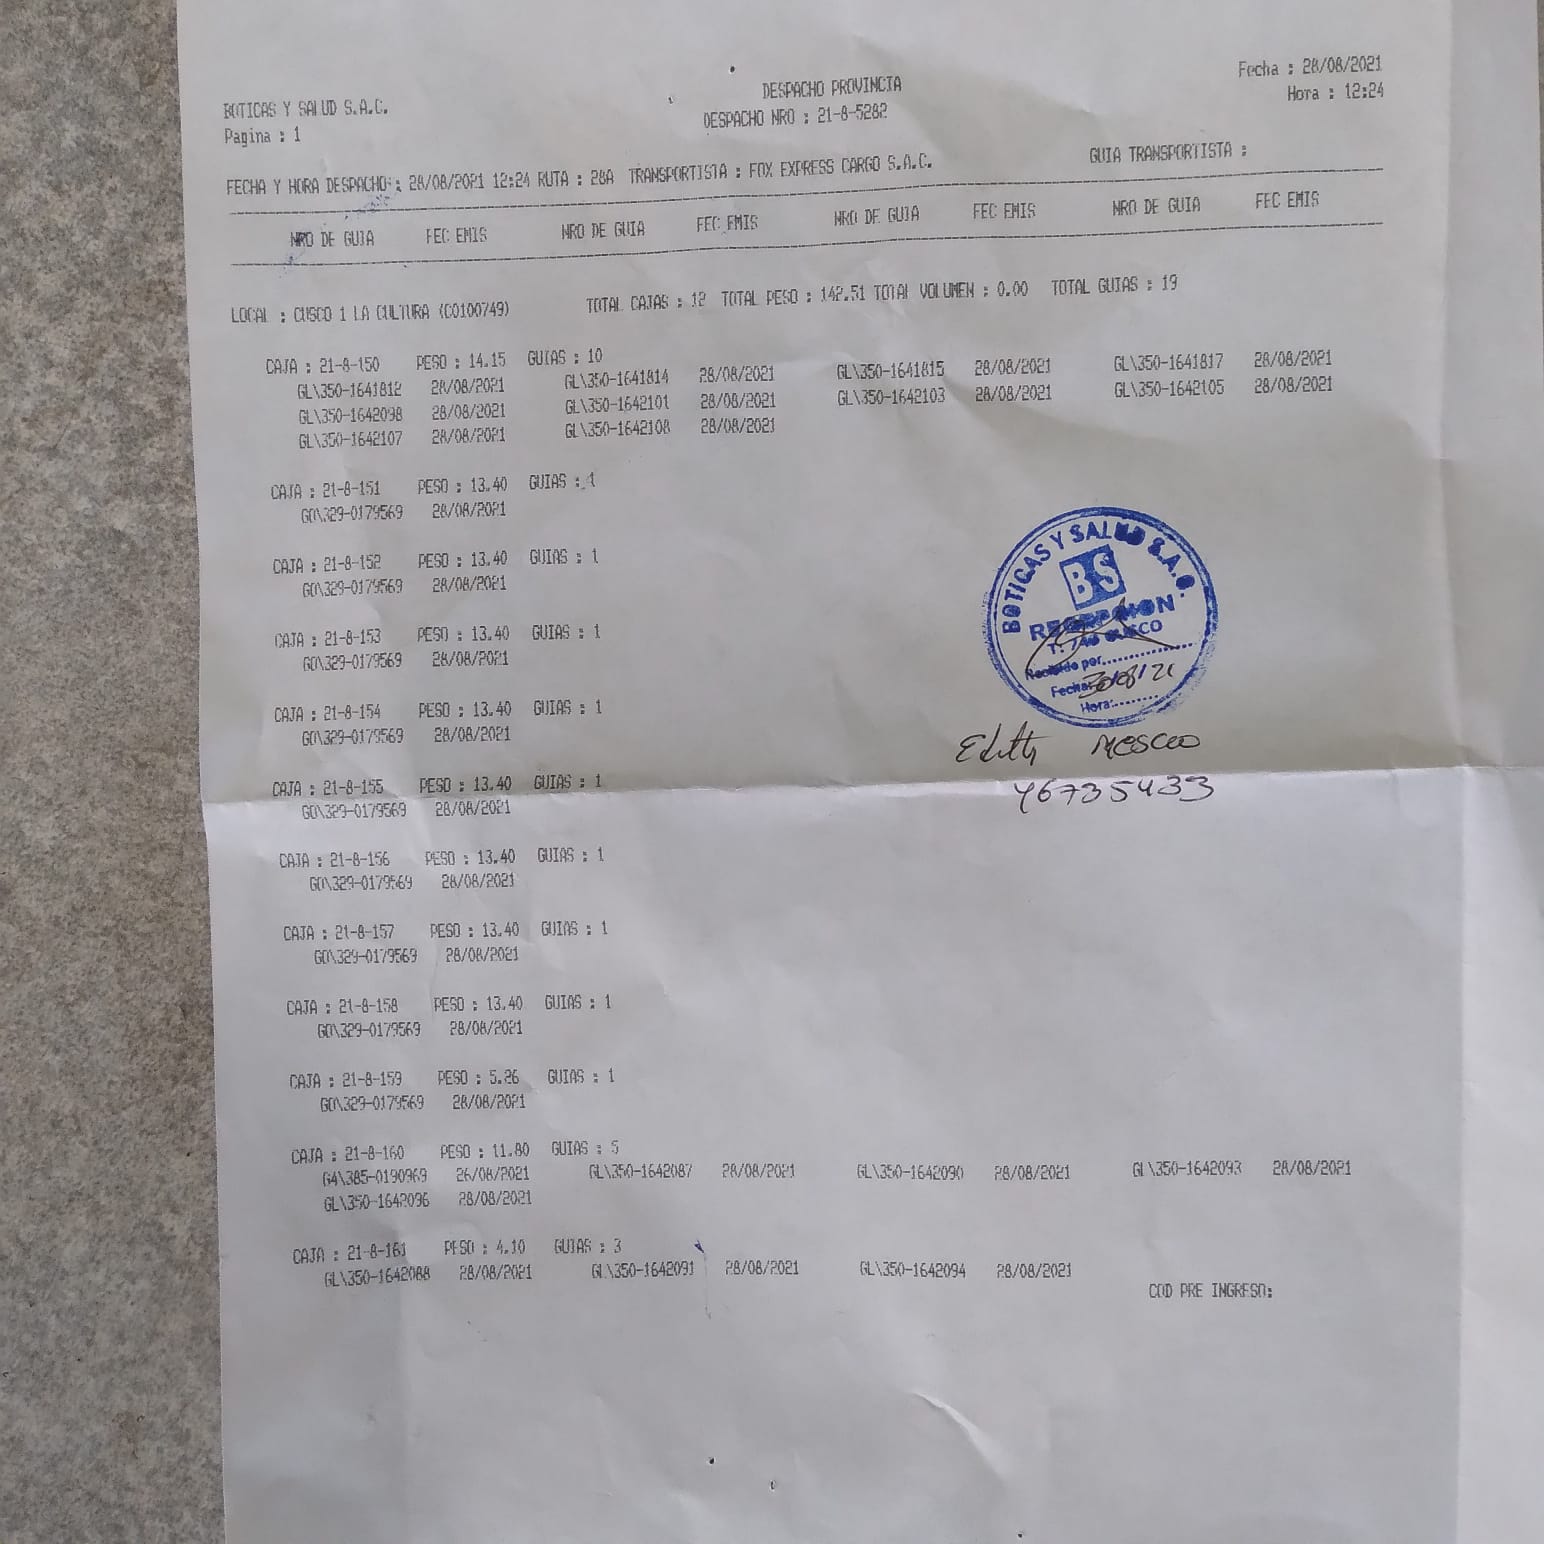 Fecha : 28/08/2021
BOTICAS Y SALUD S.A.C. DESPACHO PROVINCIA Hora : 12:24
Pagina : 1 DESPACHO NRO : 21-8-5282
GUIA TRANSPORTISTA :
FECHA Y HORA DESPACHO : 28/08/2021 12:24 RUTA : 28A TRANSPORTISTA : FOX EXPRESS CARGO S.A.C.
NRO DE GUIA FEC EMIS NRO DE GUIA FEC EMIS NRO DE GUIA FEC EMIS NRO DE GUIA FEC EMIS
LOCAL : CUSCO 1 LA CULTURA (C0100749) TOTAL CAJAS : 12 TOTAL PESO : 142.51 TOTAL VOLUMEN : 0.00 TOTAL GUIAS : 19
CAJA : 21-8-150 PESO : 14.15 GUIAS : 10
GL\350-1641812 28/08/2021 GL\350-1641814 28/08/2021 GL\350-1641815 28/08/2021 GL\350-1641817 28/08/2021
GL\350-1642098 28/08/2021 GL\350-1642101 28/08/2021 GL\350-1642103 28/08/2021 GL\350-1642105 28/08/2021
GL\350-1642107 28/08/2021 GL\350-1642108 28/08/2021
CAJA : 21-8-151 PESO : 13.40 GUIAS : 1
GO\329-0179569 28/08/2021
CAJA : 21-8-152 PESO : 13.40 GUIAS : 1
GO\329-0179569 28/08/2021
CAJA : 21-8-153 PESO : 13.40 GUIAS : 1
GO\329-0179569 28/08/2021
CAJA : 21-8-154 PESO : 13.40 GUIAS : 1
GO\329-0179569 28/08/2021
CAJA : 21-8-155 PESO : 13.40 GUIAS : 1
GO\329-0179569 28/08/2021
CAJA : 21-8-156 PESO : 13.40 GUIAS : 1
GO\329-0179569 28/08/2021
CAJA : 21-8-157 PESO : 13.40 GUIAS : 1
GO\329-0179569 28/08/2021
CAJA : 21-8-158 PESO : 13.40 GUIAS : 1
GO\329-0179569 28/08/2021
CAJA : 21-8-159 PESO : 5.26 GUIAS : 1
GO\329-0179569 28/08/2021
CAJA : 21-8-160 PESO : 11.80 GUIAS : 5
G4\385-0190969 26/08/2021 GL\350-1642087 28/08/2021 GL\350-1642090 28/08/2021 GL\350-1642093 28/08/2021
GL\350-1642096 28/08/2021
CAJA : 21-8-161 PESO : 4.10 GUIAS : 3
GL\350-1642088 28/08/2021 GL\350-1642091 28/08/2021 GL\350-1642094 28/08/2021
COD PRE INGRESO:
BOTICAS Y SALUD S.A.C.
BS
RECEPCION
T. 749 CUSCO
Recibido por
Fecha: 30/08/21
Hora:
Edith Mescco
46735433